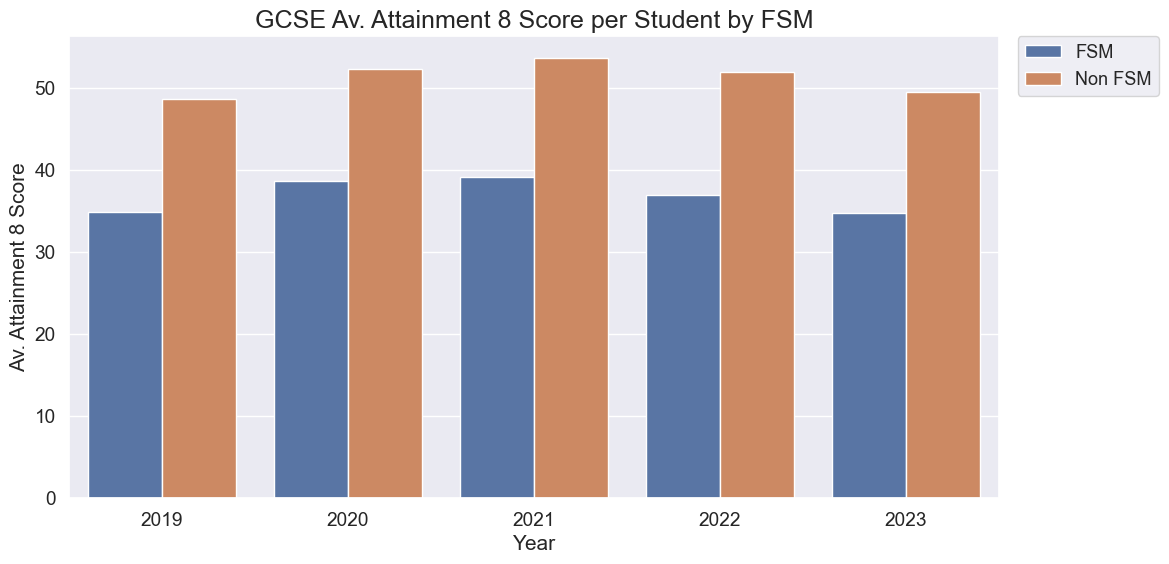 GCSE Av. Attainment 8 Score per Student by FSM
FSM
Non FSM
Av. Attainment 8 Score
50
40
30
20
10
0
2019
2020
2021
2022
2023
Year